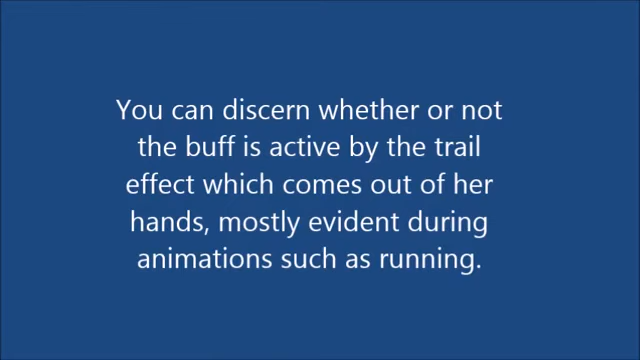 You can discern whether or not
the buff is active by the trail
effect which comes out of her
hands, mostly evident during
animations such as running.